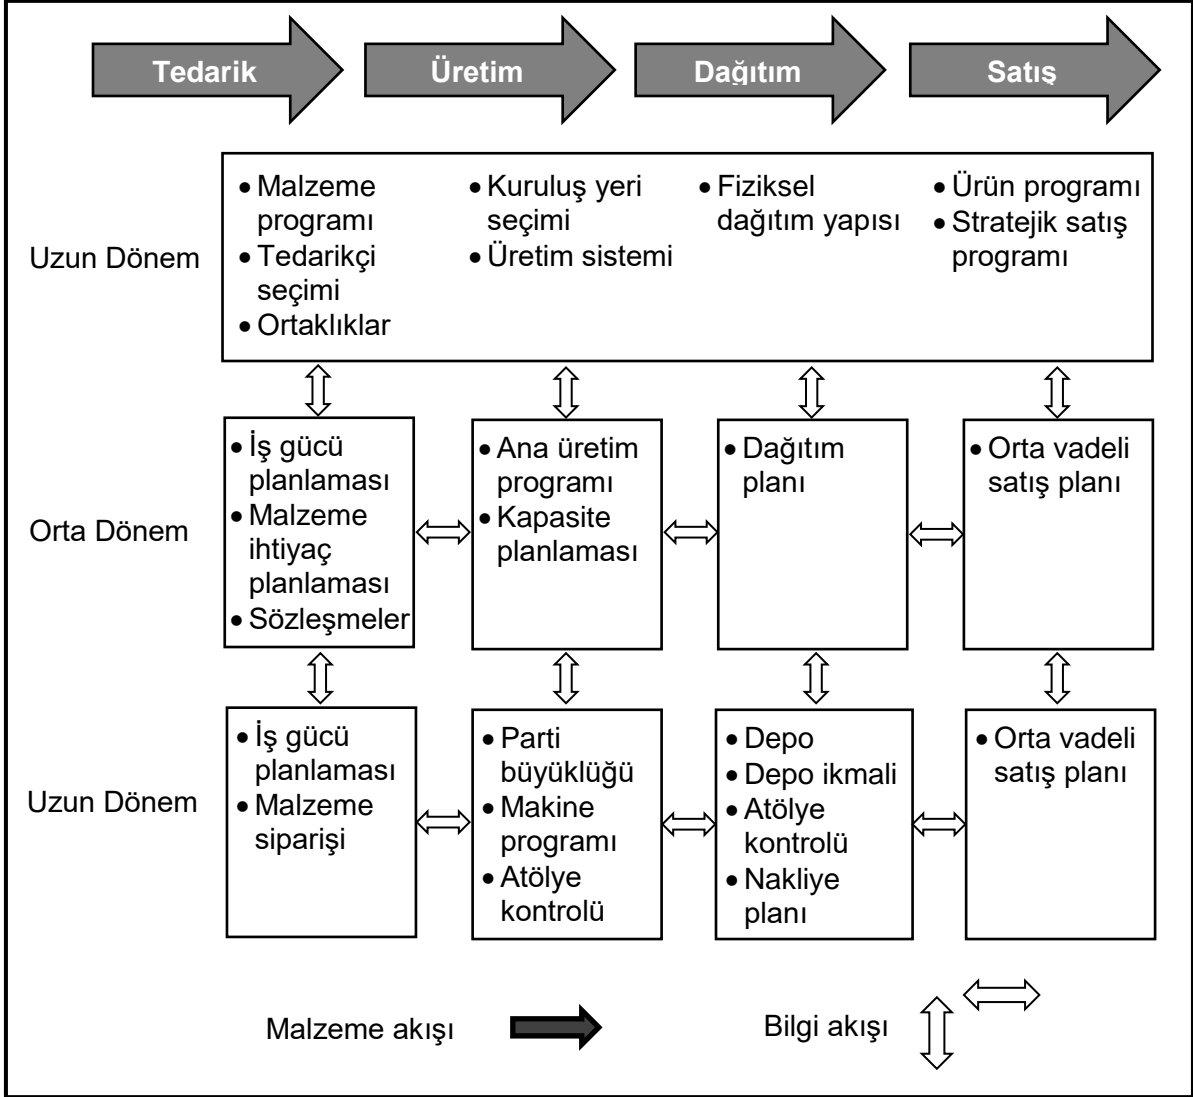 Tedarik
Üretim
Dağıtım
Satış
Uzun Dönem
• Malzeme
programı
• Tedarikçi
seçimi
• Ortaklıklar
• Kuruluş yeri
seçimi
• Üretim sistemi
• Fiziksel
dağıtım yapısı
• Ürün programı
• Stratejik satış
programı
Orta Dönem
• İş gücü
planlaması
• Malzeme
ihtiyaç
planlaması
• Sözleşmeler
• Ana üretim
programı
• Kapasite
planlaması
• Dağıtım
planı
• Orta vadeli
satış planı
Uzun Dönem
• İş gücü
planlaması
• Malzeme
siparişi
• Parti
büyüklüğü
• Makine
programı
• Atölye
kontrolü
• Depo
• Depo ikmali
• Atölye
kontrolü
• Nakliye
planı
• Orta vadeli
satış planı
Malzeme akışı
Bilgi akışı